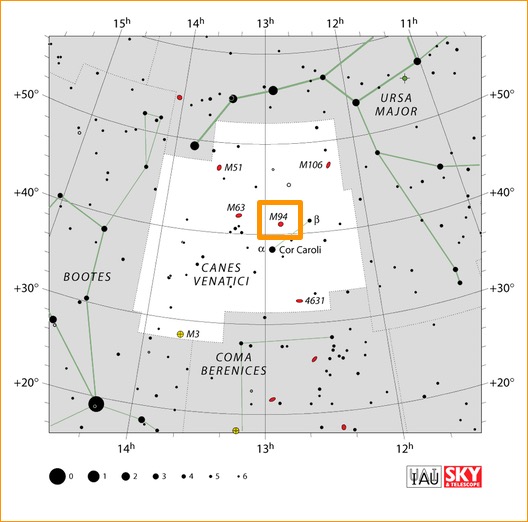 15h 14h 13h 12h 11h
+50° +50°
URSA
MAJOR
M51 M106
+40° +40°
M63 M94
β
α Cor Caroli
BOOTES
CANES
VENATICI
+30° +30°
4631
M3
COMA
BERENICES
+20° +20°
14h 13h 12h
0 1 2 3 4 5 6
IAU SKY
& TELESCOPE